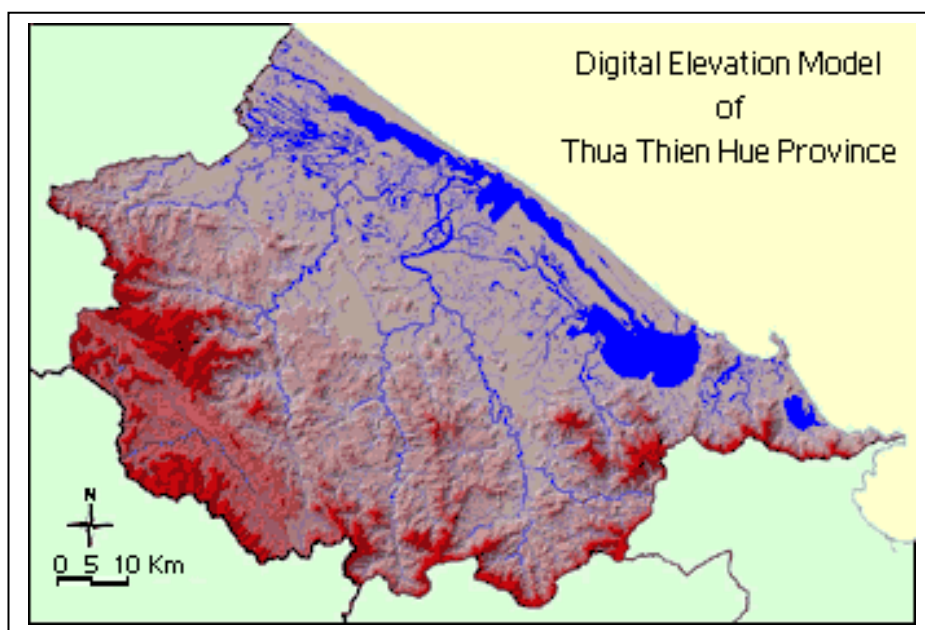 Digital Elevation Model
of
Thua Thien Hue Province
N
0 5 10 Km